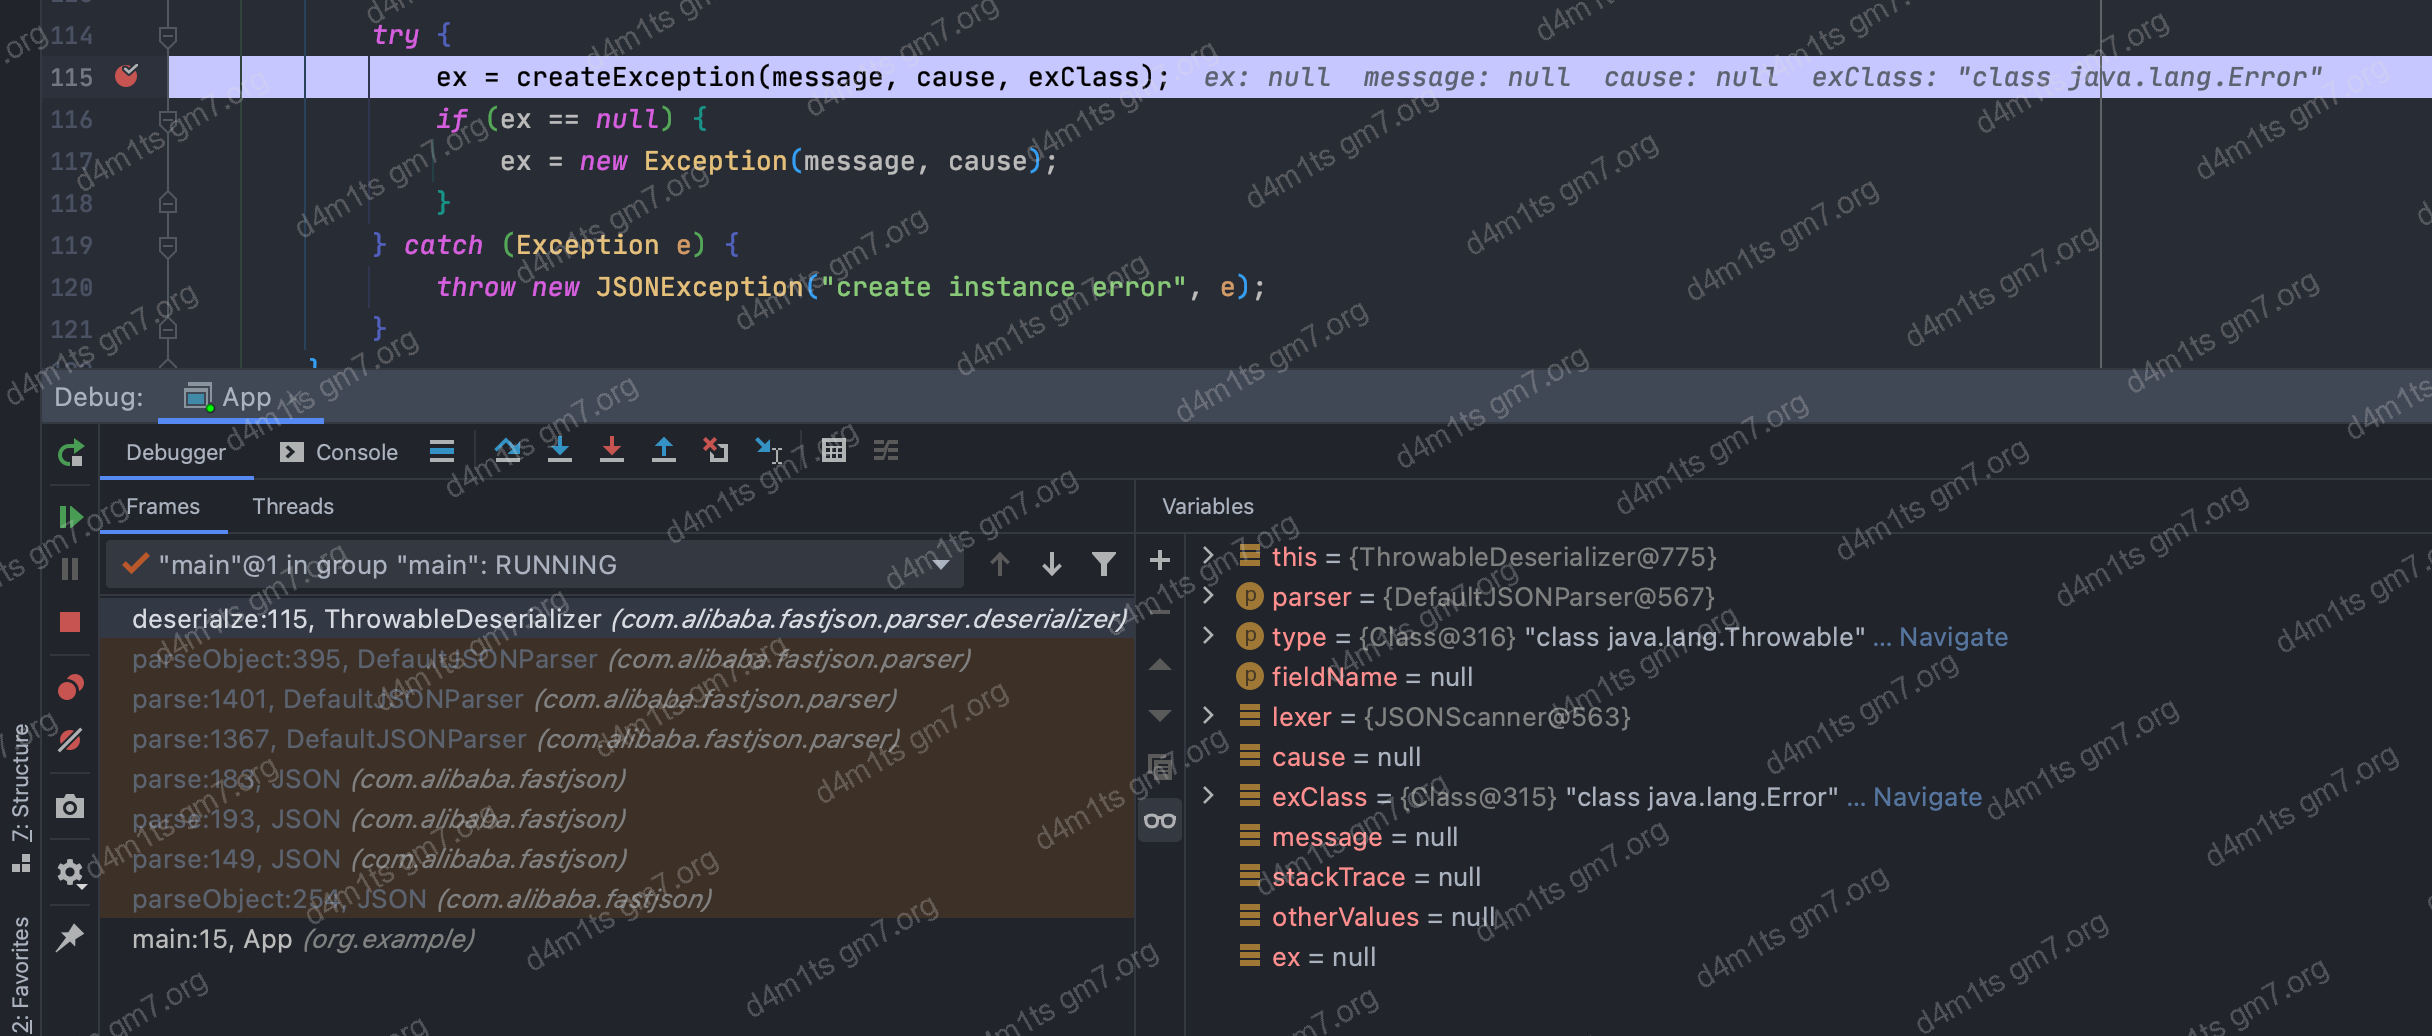 114 try {
115 ex = createException(message, cause, exClass); ex: null message: null cause: null exClass: "class java.lang.Error"
116 if (ex == null) {
117 ex = new Exception(message, cause);
118 }
119 } catch (Exception e) {
120 throw new JSONException("create instance error", e);
121 }
}
Debug: App
Debugger Console
Frames Threads Variables
"main"@1 in group "main": RUNNING
deserialze:115, ThrowableDeserializer (com.alibaba.fastjson.parser.deserializer)
parseObject:395, DefaultJSONParser (com.alibaba.fastjson.parser)
parse:1401, DefaultJSONParser (com.alibaba.fastjson.parser)
parse:1367, DefaultJSONParser (com.alibaba.fastjson.parser)
parse:183, JSON (com.alibaba.fastjson)
parse:193, JSON (com.alibaba.fastjson)
parse:149, JSON (com.alibaba.fastjson)
parseObject:254, JSON (com.alibaba.fastjson)
main:15, App (org.example)
this = {ThrowableDeserializer@775}
parser = {DefaultJSONParser@567}
type = {Class@316} "class java.lang.Throwable" ... Navigate
fieldName = null
lexer = {JSONScanner@563}
cause = null
exClass = {Class@315} "class java.lang.Error" ... Navigate
message = null
stackTrace = null
otherValues = null
ex = null
7: Structure
2: Favorites
d4m1ts gm7.org